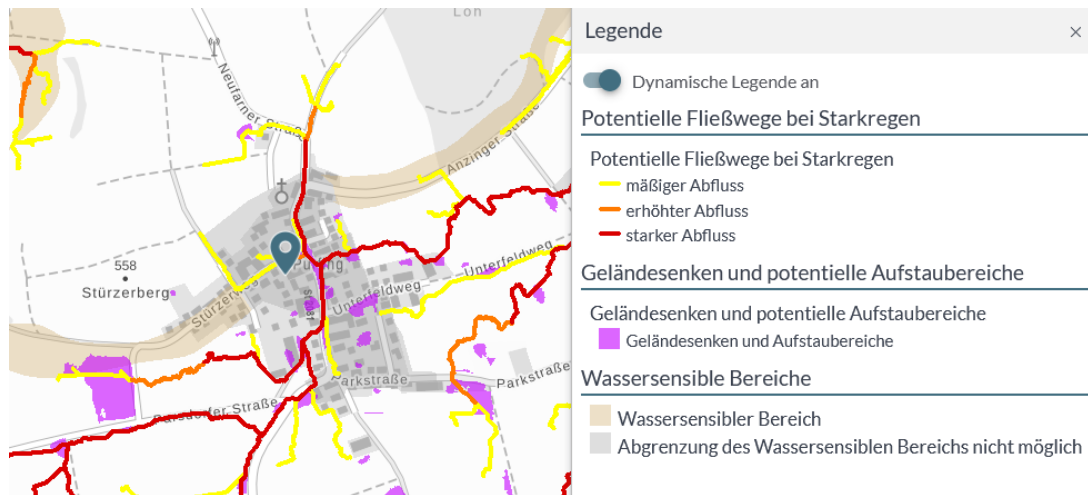 Loh
Neufarner Straße
Anzinger Straße
558
Stürzerberg
Unterfeldweg
Unterfeldweg
Parkstraße
Parkstraße
Legende
×
Dynamische Legende an
Potentielle Fließwege bei Starkregen
Potentielle Fließwege bei Starkregen
mäßiger Abfluss
erhöhter Abfluss
starker Abfluss
Geländesenken und potentielle Aufstaubereiche
Geländesenken und potentielle Aufstaubereiche
Geländesenken und Aufstaubereiche
Wassersensible Bereiche
Wassersensibler Bereich
Abgrenzung des Wassersensiblen Bereichs nicht möglich